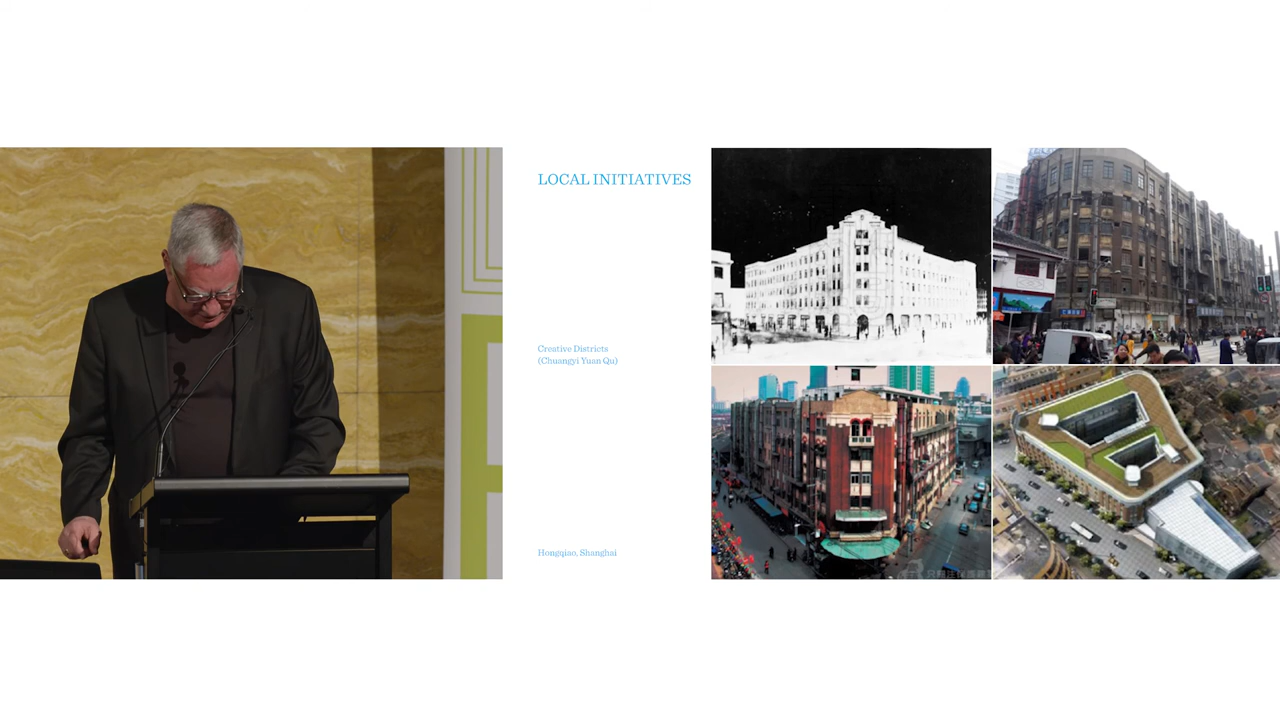 LOCAL INITIATIVES
Creative Districts
(Chuangyi Yuan Qu)
Hongqiao, Shanghai